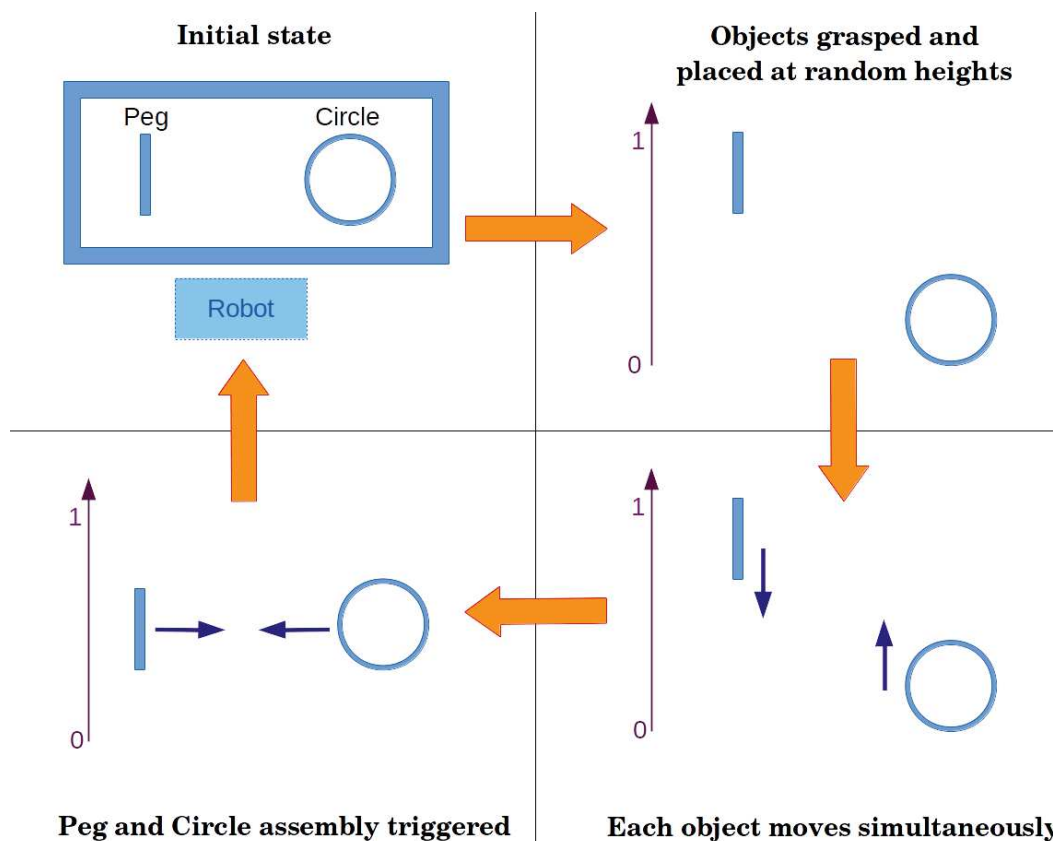 Initial state
Peg
Circle
Robot
Objects grasped and
placed at random heights
1
0
1
0
Peg and Circle assembly triggered
1
0
Each object moves simultaneously